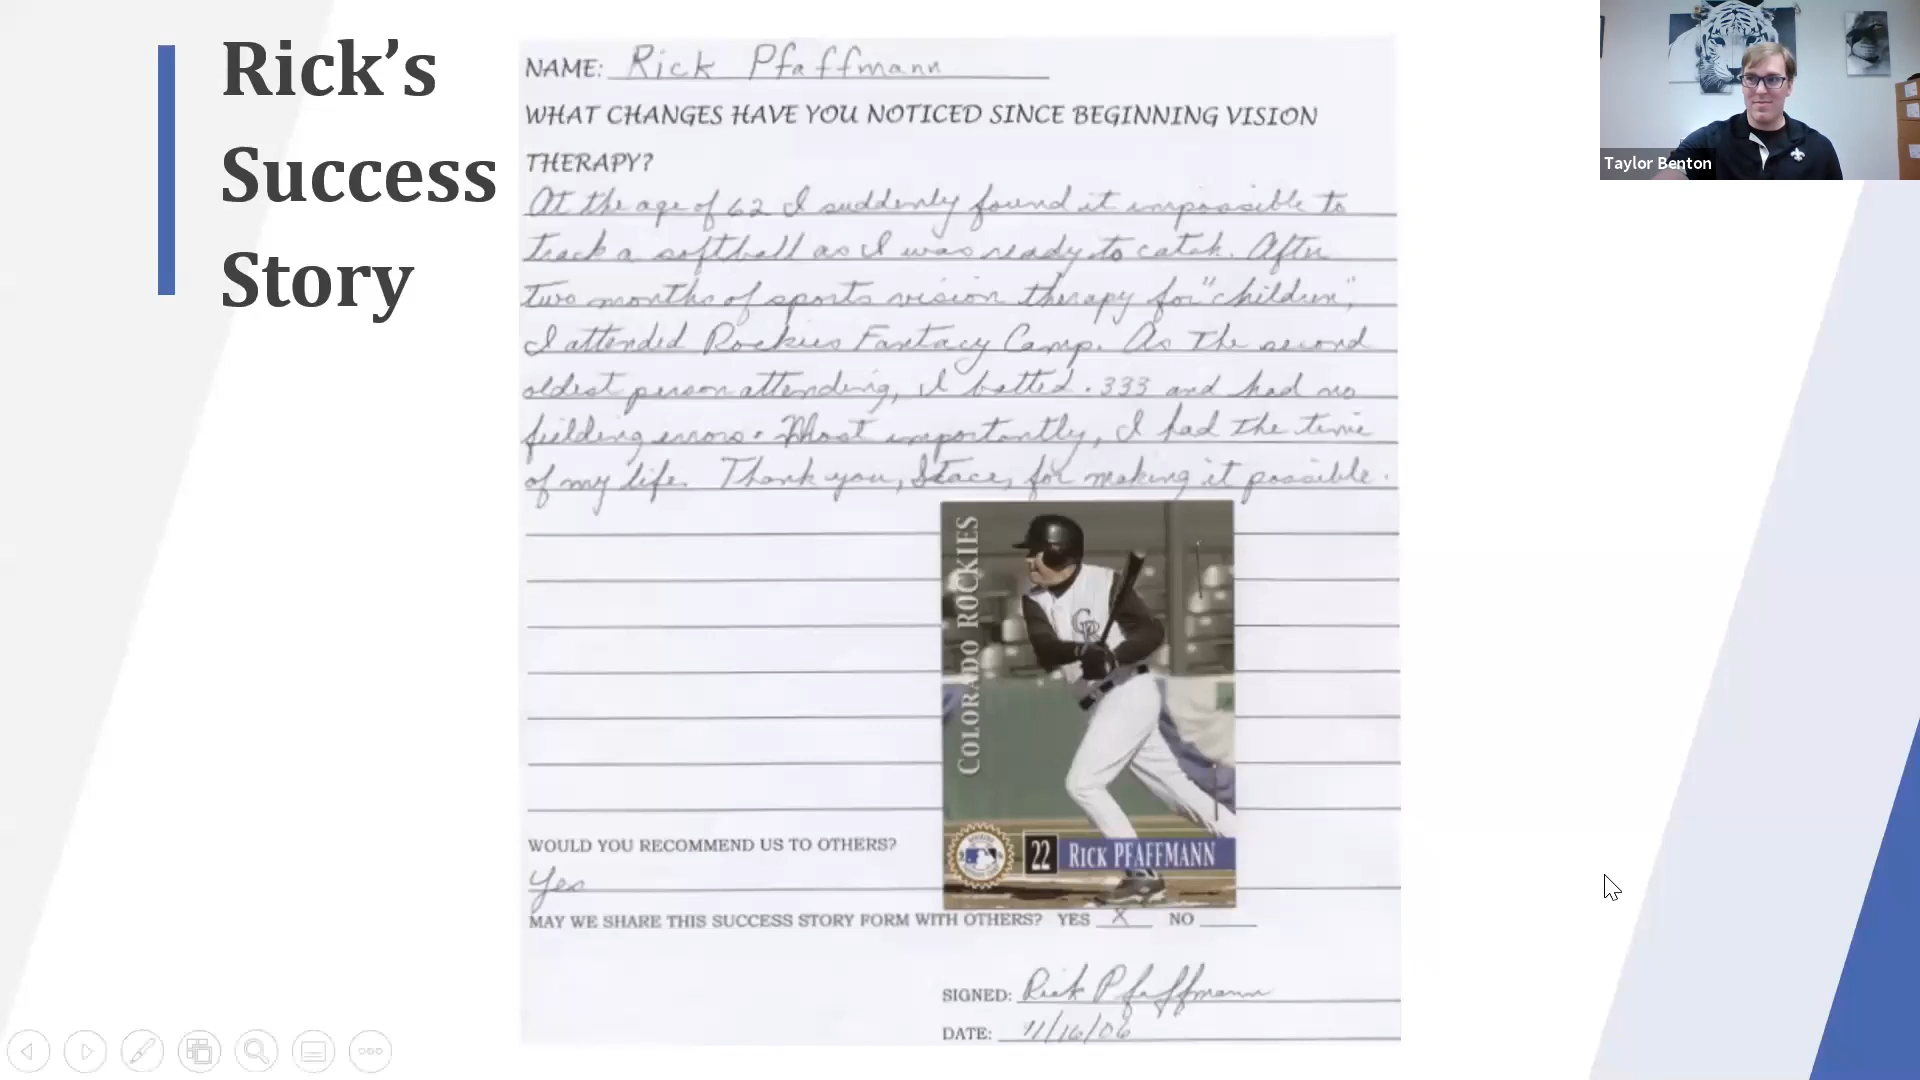 Rick's
Success
Story
NAME: Rick Pfaffmann
WHAT CHANGES HAVE YOU NOTICED SINCE BEGINNING VISION
THERAPY?
At the age of 62 I suddenly found it impossible to
track a softball as I was ready to catch. After
two months of sports vision therapy for "children",
I attended Rockies Fantacy Camp. As the second
oldest person attending, I batted .333 and had no
fielding errors. Most importantly, I had the time
of my life. Thank you, Stace, for making it possible.
COLORADO ROCKIES
22 RICK PFAFFMANN
WOULD YOU RECOMMEND US TO OTHERS?
Yes
MAY WE SHARE THIS SUCCESS STORY FORM WITH OTHERS? YES X NO
SIGNED: Rick Pfaffmann
DATE: 11/16/06
Taylor Benton